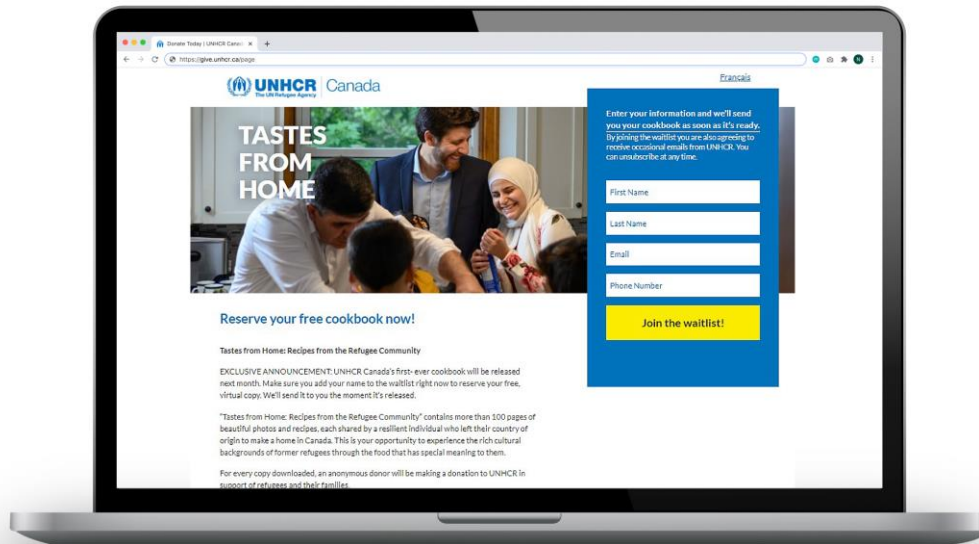 Donate Today | UNHCR Canad
https://give.unhcr.ca/page
N
UNHCR Canada
The UN Refugee Agency
Français
TASTES
FROM
HOME
Enter your information and we'll send
you your cookbook as soon as it's ready.
By joining the waitlist you are also agreeing to
receive occasional emails from UNHCR. You
can unsubscribe at any time.
First Name
Last Name
Email
Phone Number
Join the waitlist!
Reserve your free cookbook now!
Tastes from Home: Recipes from the Refugee Community
EXCLUSIVE ANNOUNCEMENT: UNHCR Canada's first- ever cookbook will be released
next month. Make sure you add your name to the waitlist right now to reserve your free,
virtual copy. We'll send it to you the moment it's released.
"Tastes from Home: Recipes from the Refugee Community" contains more than 100 pages of
beautiful photos and recipes, each shared by a resilient individual who left their country of
origin to make a home in Canada. This is your opportunity to experience the rich cultural
backgrounds of former refugees through the food that has special meaning to them.
For every copy downloaded, an anonymous donor will be making a donation to UNHCR in
support of refugees and their families.